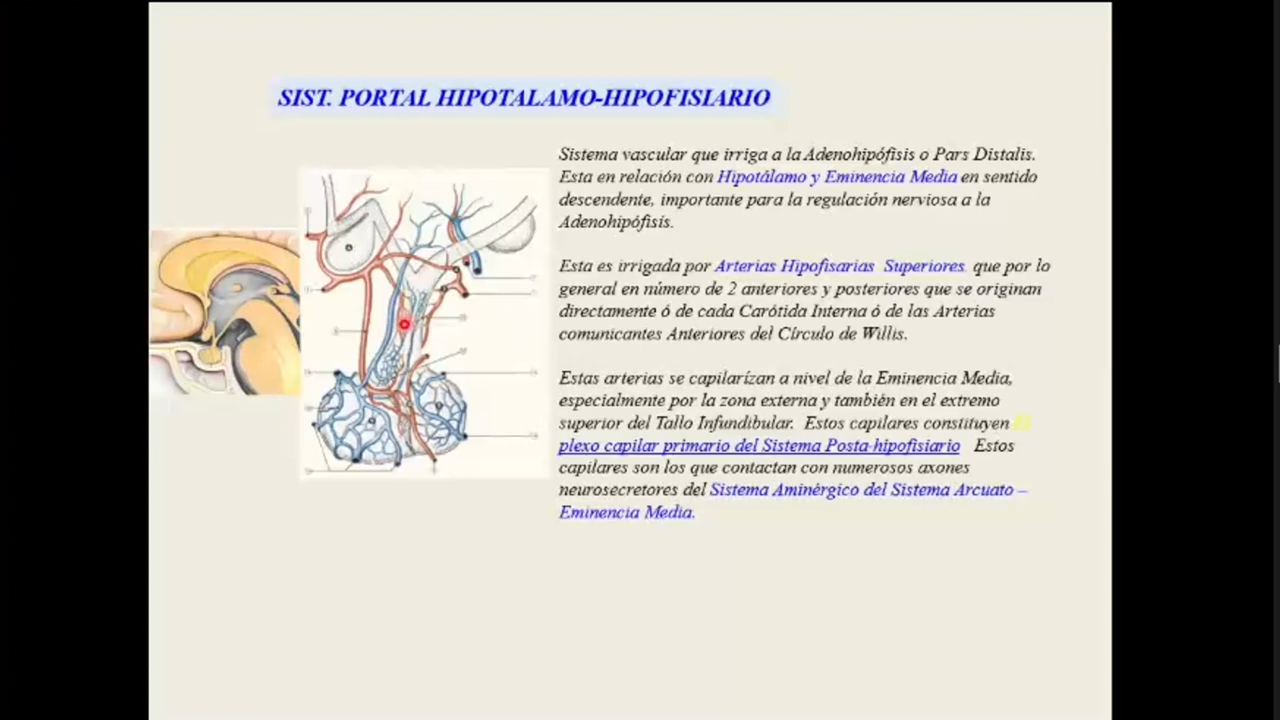 SIST. PORTAL HIPOTALAMO-HIPOFISIARIO
Sistema vascular que irriga a la Adenohipófisis o Pars Distalis.
Esta en relación con Hipotálamo y Eminencia Media en sentido
descendente, importante para la regulación nerviosa a la
Adenohipófisis.
Esta es irrigada por Arterias Hipofisarias Superiores. que por lo
general en número de 2 anteriores y posteriores que se originan
directamente ó de cada Carótida Interna ó de las Arterias
comunicantes Anteriores del Círculo de Willis.
Estas arterias se capilarízan a nivel de la Eminencia Media,
especialmente por la zona externa y también en el extremo
superior del Tallo Infundibular. Estos capilares constituyen El
plexo capilar primario del Sistema Posta-hipofisiario Estos
capilares son los que contactan con numerosos axones
neurosecretores del Sistema Aminérgico del Sistema Arcuato –
Eminencia Media.